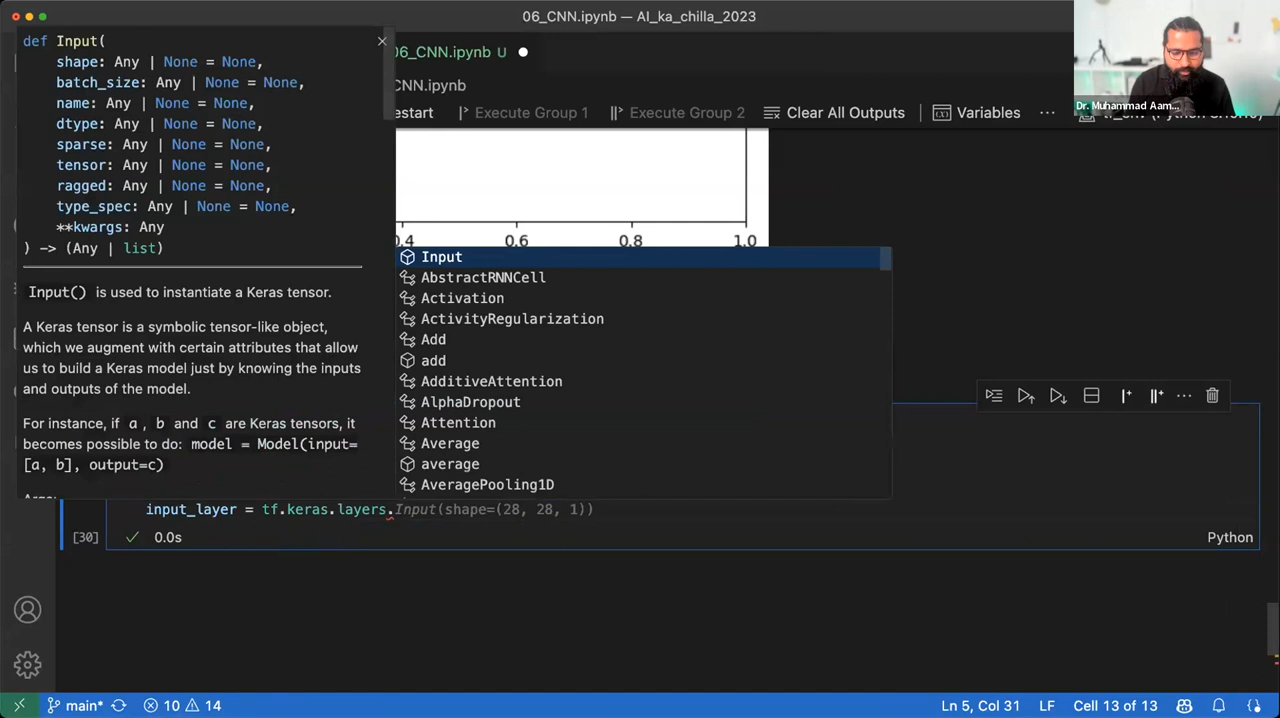 06_CNN.ipynb — AI_ka_chilla_2023
def Input(
shape: Any | None = None,
batch_size: Any | None = None,
name: Any | None = None,
dtype: Any | None = None,
sparse: Any | None = None,
tensor: Any | None = None,
ragged: Any | None = None,
type_spec: Any | None = None,
**kwargs: Any
) -> (Any | list)
Input() is used to instantiate a Keras tensor.
A Keras tensor is a symbolic tensor-like object,
which we augment with certain attributes that allow
us to build a Keras model just by knowing the inputs
and outputs of the model.
For instance, if a, b and c are Keras tensors, it
becomes possible to do: model = Model(input=
[a, b], output=c)
06_CNN.ipynb U
CNN.ipynb
estart Execute Group 1 Execute Group 2 Clear All Outputs Variables ...
Dr. Muhammad Aam...
0.4 0.6 0.8 1.0
Input
AbstractRNNCell
Activation
ActivityRegularization
Add
add
AdditiveAttention
AlphaDropout
Attention
Average
average
AveragePooling1D
input_layer = tf.keras.layers.Input(shape=(28, 28, 1))
[30] 0.0s Python
main* 10 14 Ln 5, Col 31 LF Cell 13 of 13